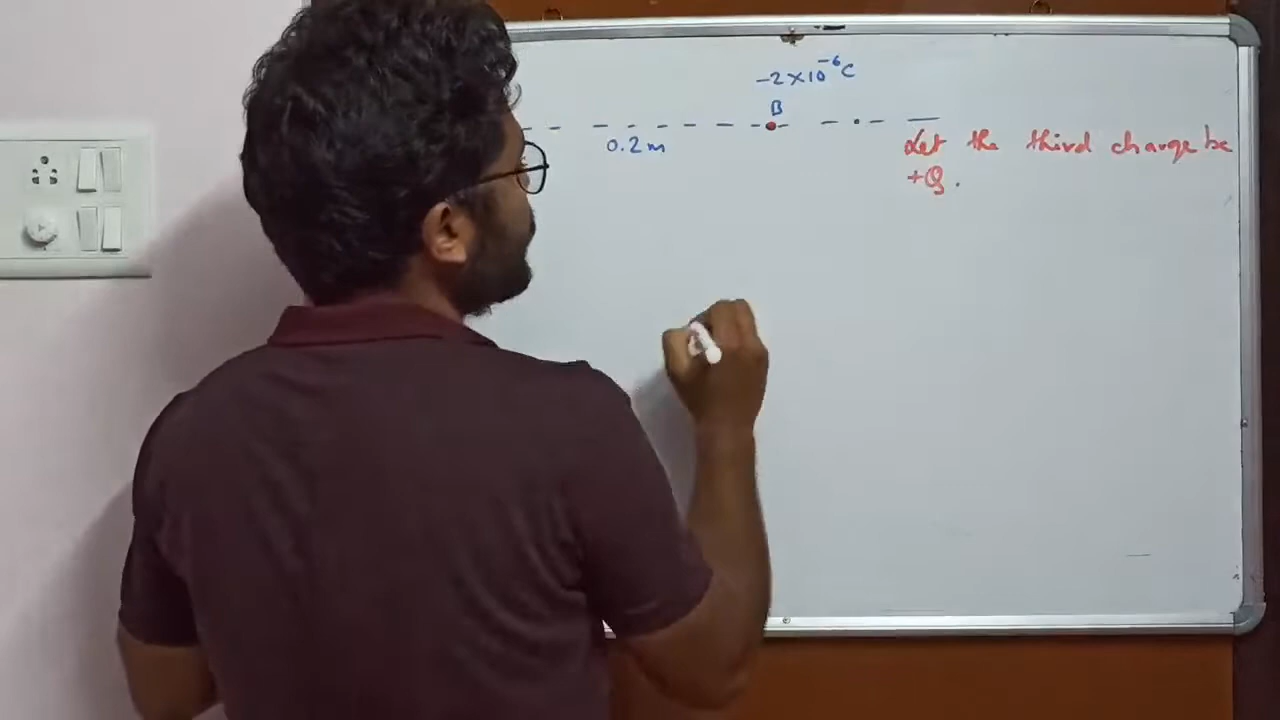 -2×10⁻⁶C
B
0.2m
Let the third charge be
+Q.